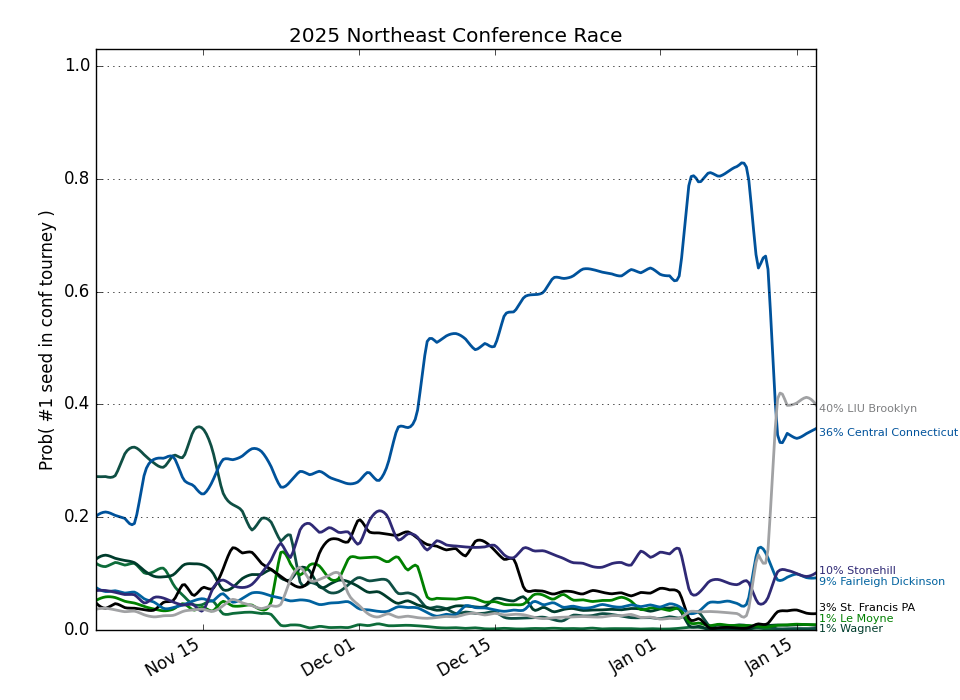 2025 Northeast Conference Race
Prob( #1 seed in conf tourney )
1.0
0.8
0.6
0.4
0.2
0.0
Nov 15
Dec 01
Dec 15
Jan 01
Jan 15
40% LIU Brooklyn
36% Central Connecticut
10% Stonehill
9% Fairleigh Dickinson
3% St. Francis PA
1% Le Moyne
1% Wagner